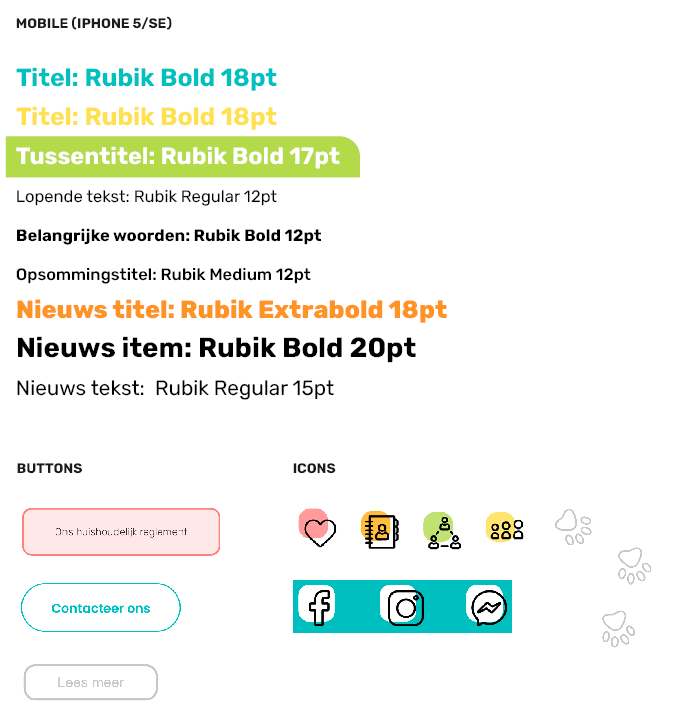 MOBILE (IPHONE 5/SE)
Titel: Rubik Bold 18pt
Titel: Rubik Bold 18pt
Tussentitel: Rubik Bold 17pt
Lopende tekst: Rubik Regular 12pt
Belangrijke woorden: Rubik Bold 12pt
Opsommingstitel: Rubik Medium 12pt
Nieuws titel: Rubik Extrabold 18pt
Nieuws item: Rubik Bold 20pt
Nieuws tekst:  Rubik Regular 15pt
BUTTONS
ICONS
Ons huishoudelijk reglement
Contacteer ons
Lees meer